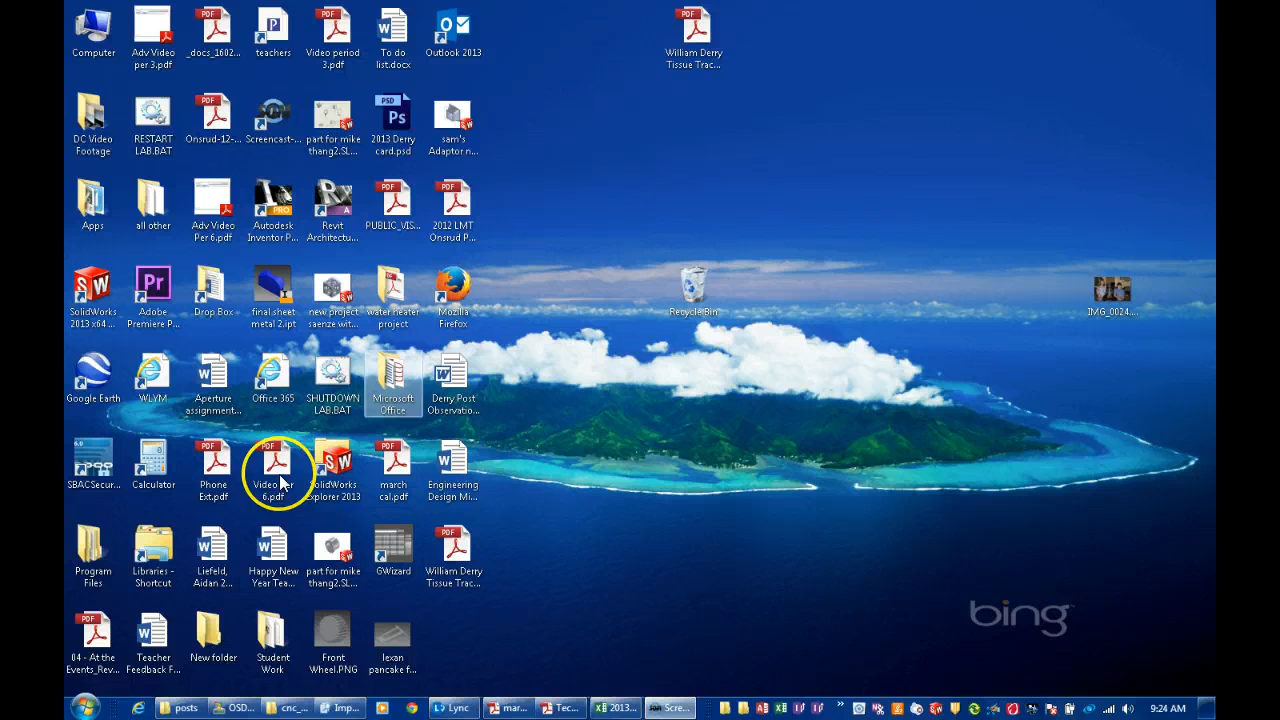 Computer
Adv Video
per 3.pdf
_docs_1602...
teachers
Video period
3.pdf
To do
list.docx
Outlook 2013
William Derry
Tissue Trac...
DC Video
Footage
RESTART
LAB.BAT
Onsrud-12-...
Screencast-...
part for mike
thang2.SL...
2013 Derry
card.psd
sam's
Adaptor n...
Apps
all other
Adv Video
Per 6.pdf
Autodesk
Inventor P...
Revit
Architectu...
PUBLIC_VIS...
2012 LMT
Onsrud P...
SolidWorks
2013 x64 ...
Adobe
Premiere P...
Drop Box
final.sheet
metal 2.ipt
new project
saenze wit...
water heater
project
Mozilla
Firefox
Recycle Bin
IMG_0024....
Google Earth
WLYM
Aperture
assignment...
Office 365
SHUTDOWN
LAB.BAT
Microsoft
Office
Derry Post
Observatio...
SBACSecur...
Calculator
Phone
Ext.pdf
6.pdf
SolidWorks
Explorer 2013
march
cal.pdf
Engineering
Design Mi...
Program
Files
Libraries -
Shortcut
Liefeld,
Aidan 2...
Happy New
Year Tea...
part for mike
thang2.SL...
GWizard
William Derry
Tissue Trac...
bing
04 - At the
Events_Rev...
Teacher
Feedback F...
New folder
Student
Work
Front
Wheel.PNG
lexan
pancake f...
posts
OSD...
cnc_...
Imp...
Lync
mar...
Tec...
2013...
Scre...
9:24 AM